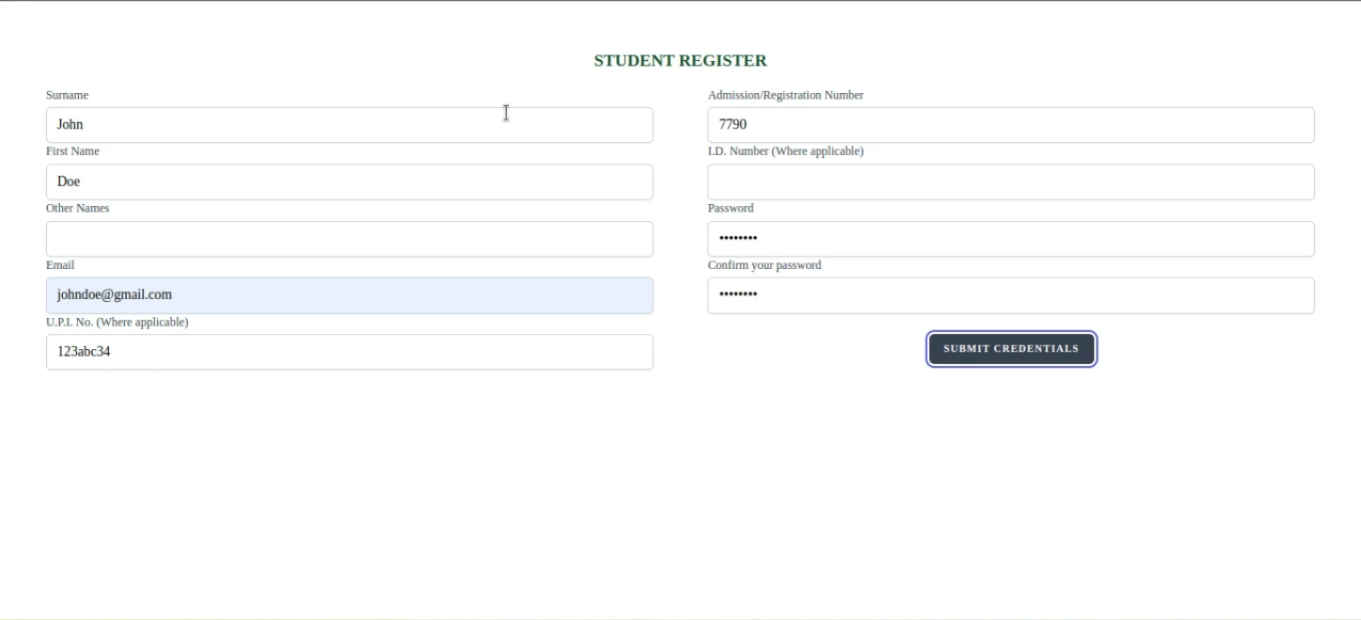 STUDENT REGISTER
Surname
John
First Name
Doe
Other Names
Email
johndoe@gmail.com
U.P.I. No. (Where applicable)
123abc34
Admission/Registration Number
7790
I.D. Number (Where applicable)
Password
••••••••
Confirm your password
••••••••
SUBMIT CREDENTIALS